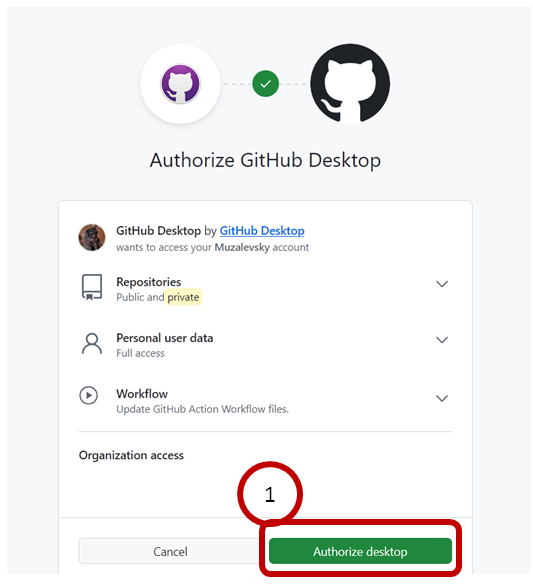 Authorize GitHub Desktop
GitHub Desktop by GitHub Desktop
wants to access your Muzalevsky account
Repositories
Public and private
Personal user data
Full access
Workflow
Update GitHub Action Workflow files.
Organization access
1
Cancel
Authorize desktop